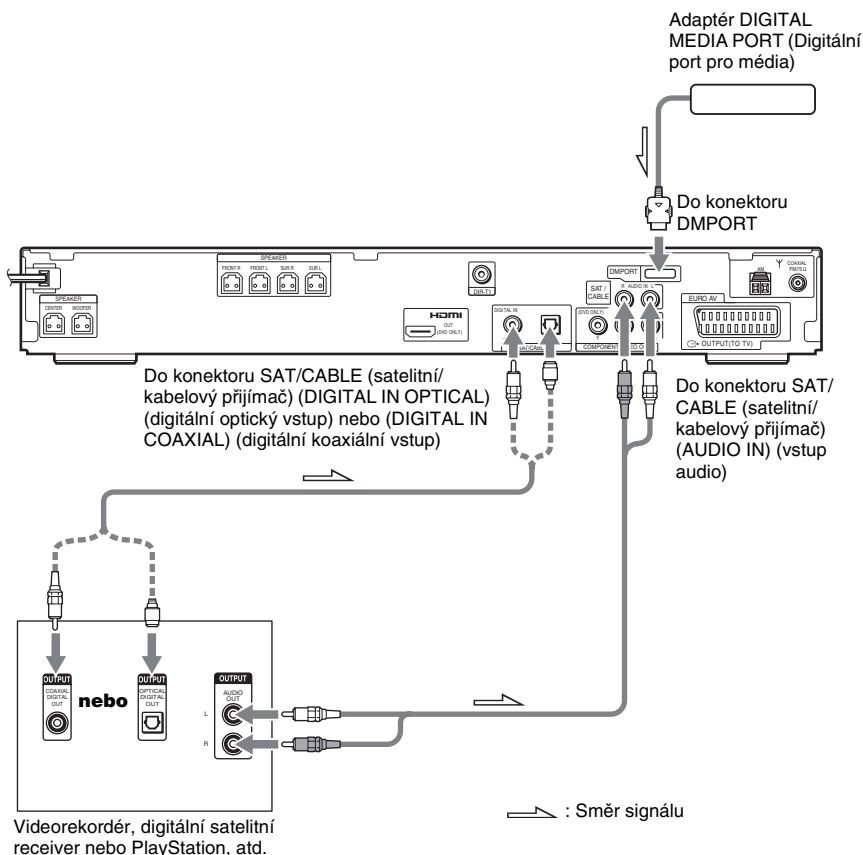 Adaptér DIGITAL
MEDIA PORT (Digitální
port pro média)
Do konektoru
DMPORT
SPEAKER
FRONT R FRONT L SUR R SUR L
SPEAKER
CENTER WOOFER
DIR-T1
HDMI
OUT
(DVD ONLY)
DIGITAL IN
SAT/CABL
DMPORT
SAT /
CABLE
R AUDIO IN L
(DVD ONLY)
Y
COMPONENT VIDEO O
EURO AV
OUTPUT(TO TV)
AM
COAXIAL
FM75Ω
Do konektoru SAT/CABLE (satelitní/
kabelový přijímač) (DIGITAL IN OPTICAL)
(digitální optický vstup) nebo (DIGITAL IN
COAXIAL) (digitální koaxiální vstup)
Do konektoru SAT/
CABLE (satelitní/
kabelový přijímač)
(AUDIO IN) (vstup
audio)
OUTPUT
COAXIAL
DIGITAL
OUT
nebo
OUTPUT
OPTICAL
DIGITAL
OUT
OUTPUT
AUDIO
OUT
L
R
Videorekordér, digitální satelitní
receiver nebo PlayStation, atd.
: Směr signálu